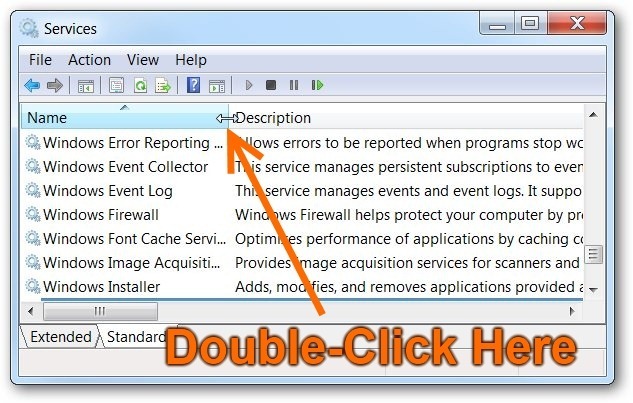 Services
File Action View Help
Name Description
Windows Error Reporting ... Allows errors to be reported when programs stop wo
Windows Event Collector This service manages persistent subscriptions to even
Windows Event Log This service manages events and event logs. It suppo
Windows Firewall Windows Firewall helps protect your computer by pre
Windows Font Cache Servi... Optimizes performance of applications by caching co
Windows Image Acquisiti... Provides image acquisition services for scanners and
Windows Installer Adds, modifies, and removes applications provided a
Extended Standard
Double-Click Here